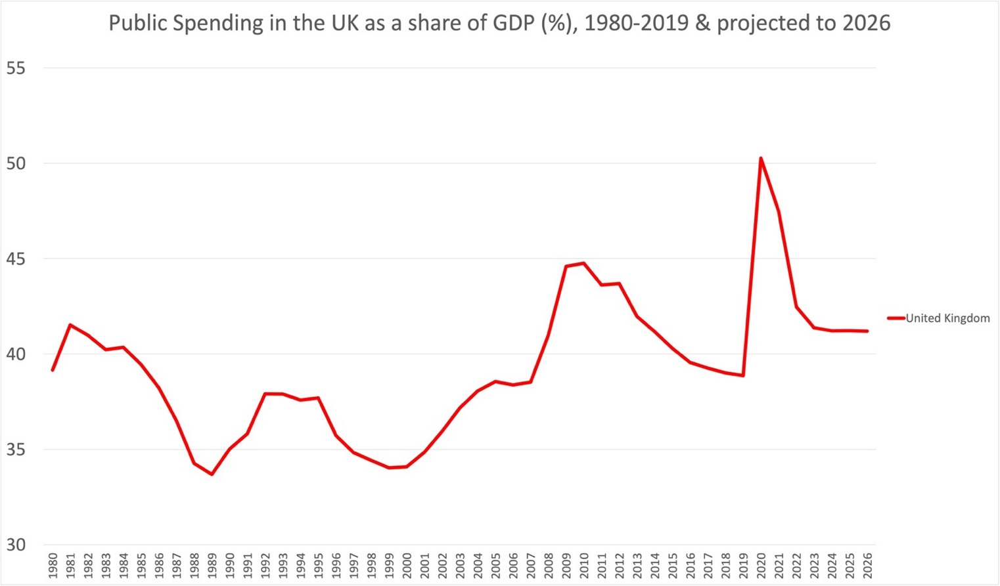 Public Spending in the UK as a share of GDP (%), 1980-2019 & projected to 2026
55
50
45
40
35
30
United Kingdom
1980 1981 1982 1983 1984 1985 1986 1987 1988 1989 1990 1991 1992 1993 1994 1995 1996 1997 1998 1999 2000 2001 2002 2003 2004 2005 2006 2007 2008 2009 2010 2011 2012 2013 2014 2015 2016 2017 2018 2019 2020 2021 2022 2023 2024 2025 2026